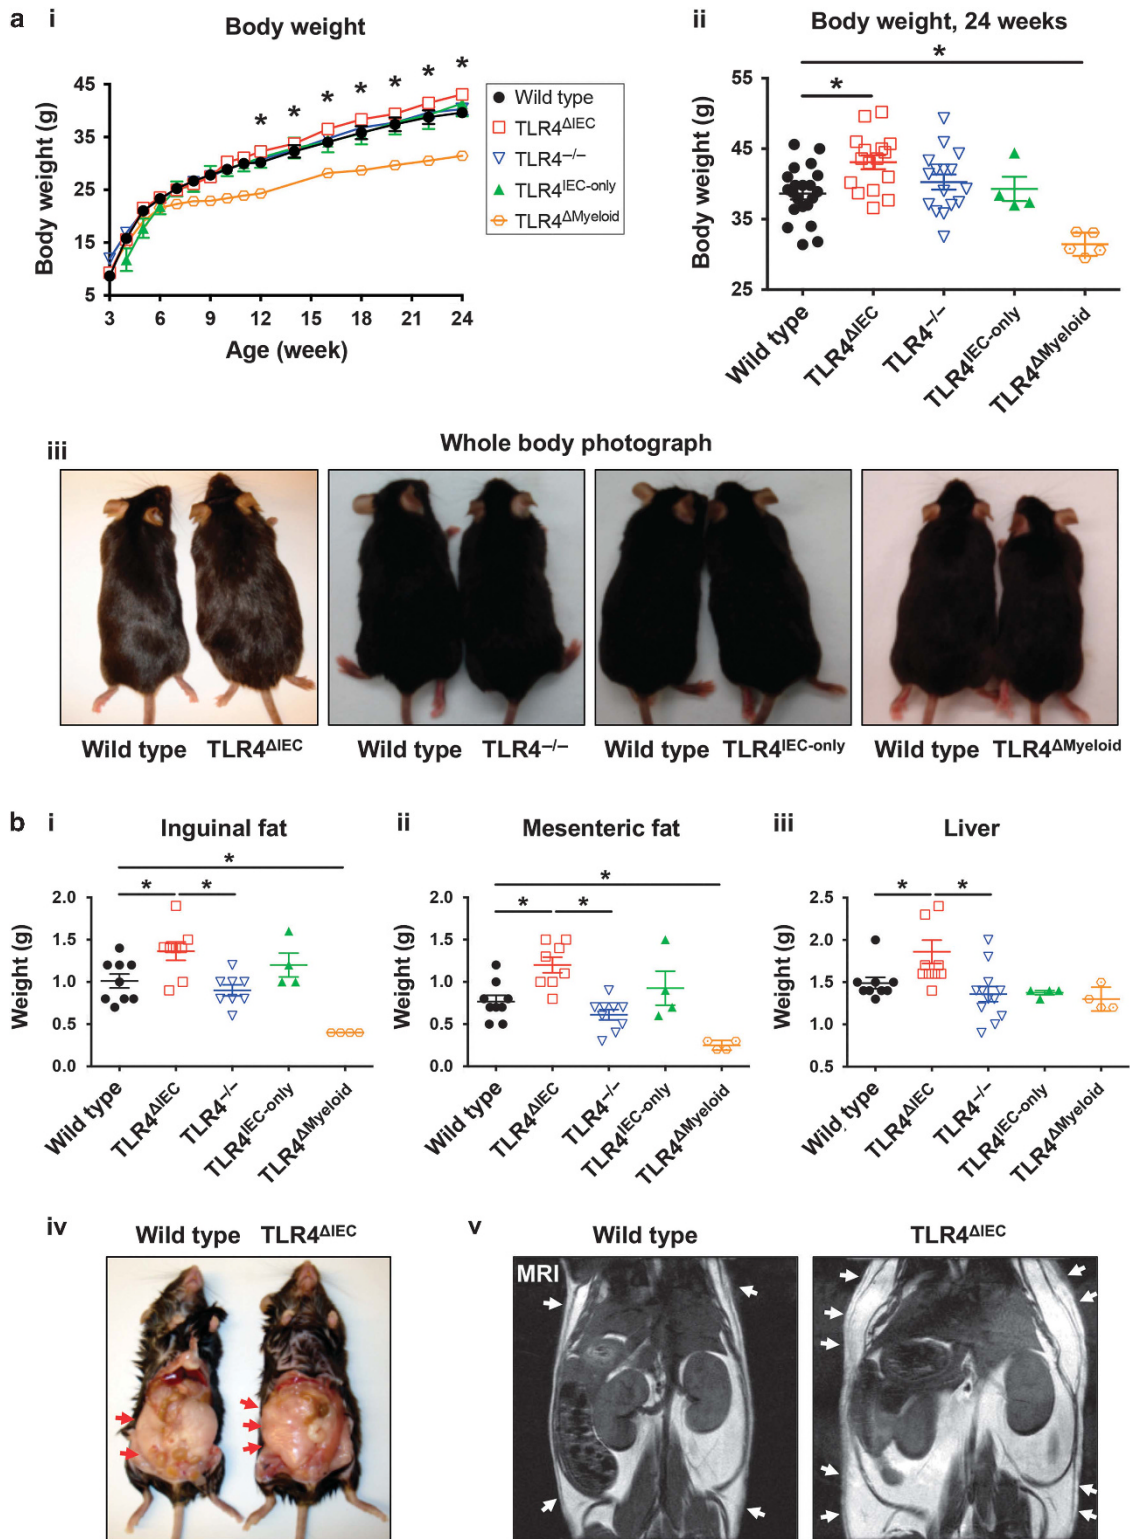 a i
Body weight
Body weight (g)
45
35
25
15
5
* * * * * * *
3 6 9 12 15 18 21 24
Age (week)
Wild type
TLR4ΔIEC
TLR4−/−
TLR4IEC-only
TLR4ΔMyeloid
ii
Body weight, 24 weeks
*
*
Body weight (g)
55
45
35
25
Wild type
TLR4ΔIEC
TLR4−/−
TLR4IEC-only
TLR4ΔMyeloid
iii
Whole body photograph
Wild type TLR4ΔIEC
Wild type TLR4−/−
Wild type TLR4IEC-only
Wild type TLR4ΔMyeloid
b i
Inguinal fat
*
* *
Weight (g)
2.0
1.5
1.0
0.5
0.0
Wild type
TLR4ΔIEC
TLR4−/−
TLR4IEC-only
TLR4ΔMyeloid
ii
Mesenteric fat
*
* *
Weight (g)
2.0
1.5
1.0
0.5
0.0
Wild type
TLR4ΔIEC
TLR4−/−
TLR4IEC-only
TLR4ΔMyeloid
iii
Liver
* *
Weight (g)
2.5
2.0
1.5
1.0
0.5
Wild type
TLR4ΔIEC
TLR4−/−
TLR4IEC-only
TLR4ΔMyeloid
iv
Wild type TLR4ΔIEC
v
Wild type
TLR4ΔIEC
MRI